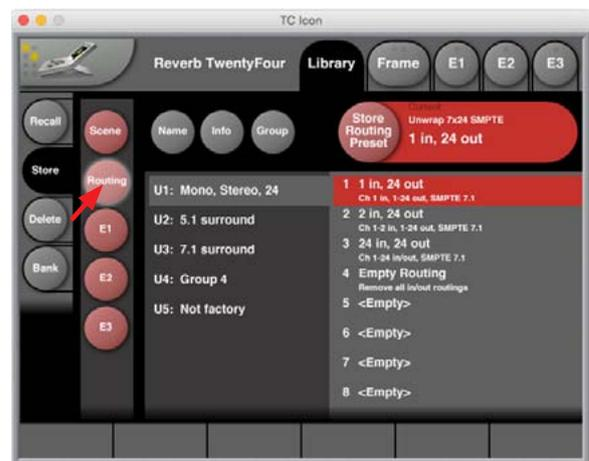 TC Icon
Reverb TwentyFour
Library
Frame
E1
E2
E3
Recall
Store
Delete
Bank
Scene
Routing
E1
E2
E3
Name
Info
Group
Store
Routing
Preset
Current
Unwrap 7x24 SMPTE
1 in, 24 out
U1: Mono, Stereo, 24
U2: 5.1 surround
U3: 7.1 surround
U4: Group 4
U5: Not factory
1 1 in, 24 out
Ch 1 in, 1-24 out, SMPTE 7.1
2 2 in, 24 out
Ch 1-2 in, 1-24 out, SMPTE 7.1
3 24 in, 24 out
Ch 1-24 in/out, SMPTE 7.1
4 Empty Routing
Remove all in/out routings
5 <Empty>
6 <Empty>
7 <Empty>
8 <Empty>